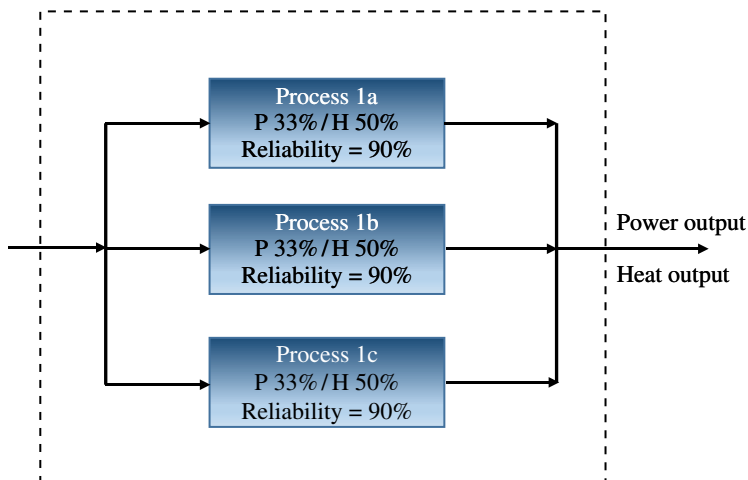 Process 1a
P 33% / H 50%
Reliability = 90%
Process 1b
P 33% / H 50%
Reliability = 90%
Power output
Heat output
Process 1c
P 33% / H 50%
Reliability = 90%